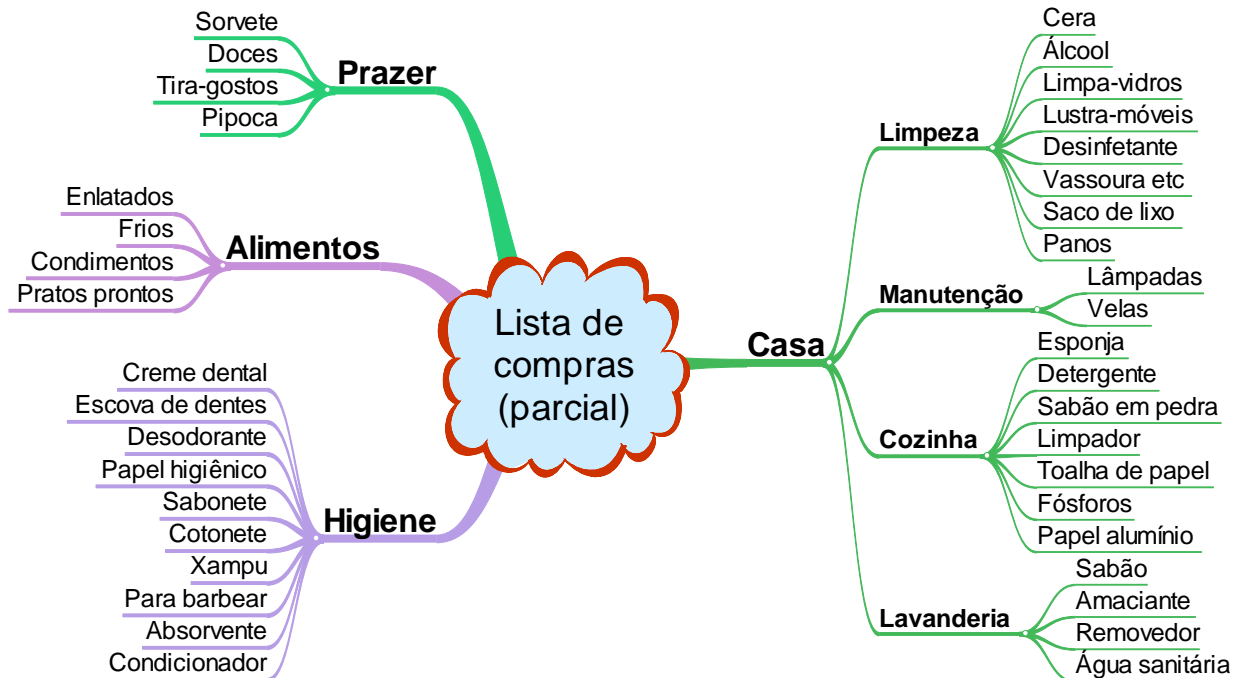 Lista de
compras
(parcial)
Prazer
Sorvete
Doces
Tira-gostos
Pipoca
Alimentos
Enlatados
Frios
Condimentos
Pratos prontos
Higiene
Creme dental
Escova de dentes
Desodorante
Papel higiênico
Sabonete
Cotonete
Xampu
Para barbear
Absorvente
Condicionador
Casa
Limpeza
Cera
Álcool
Limpa-vidros
Lustra-móveis
Desinfetante
Vassoura etc
Saco de lixo
Panos
Manutenção
Lâmpadas
Velas
Cozinha
Esponja
Detergente
Sabão em pedra
Limpador
Toalha de papel
Fósforos
Papel alumínio
Lavanderia
Sabão
Amaciante
Removedor
Água sanitária